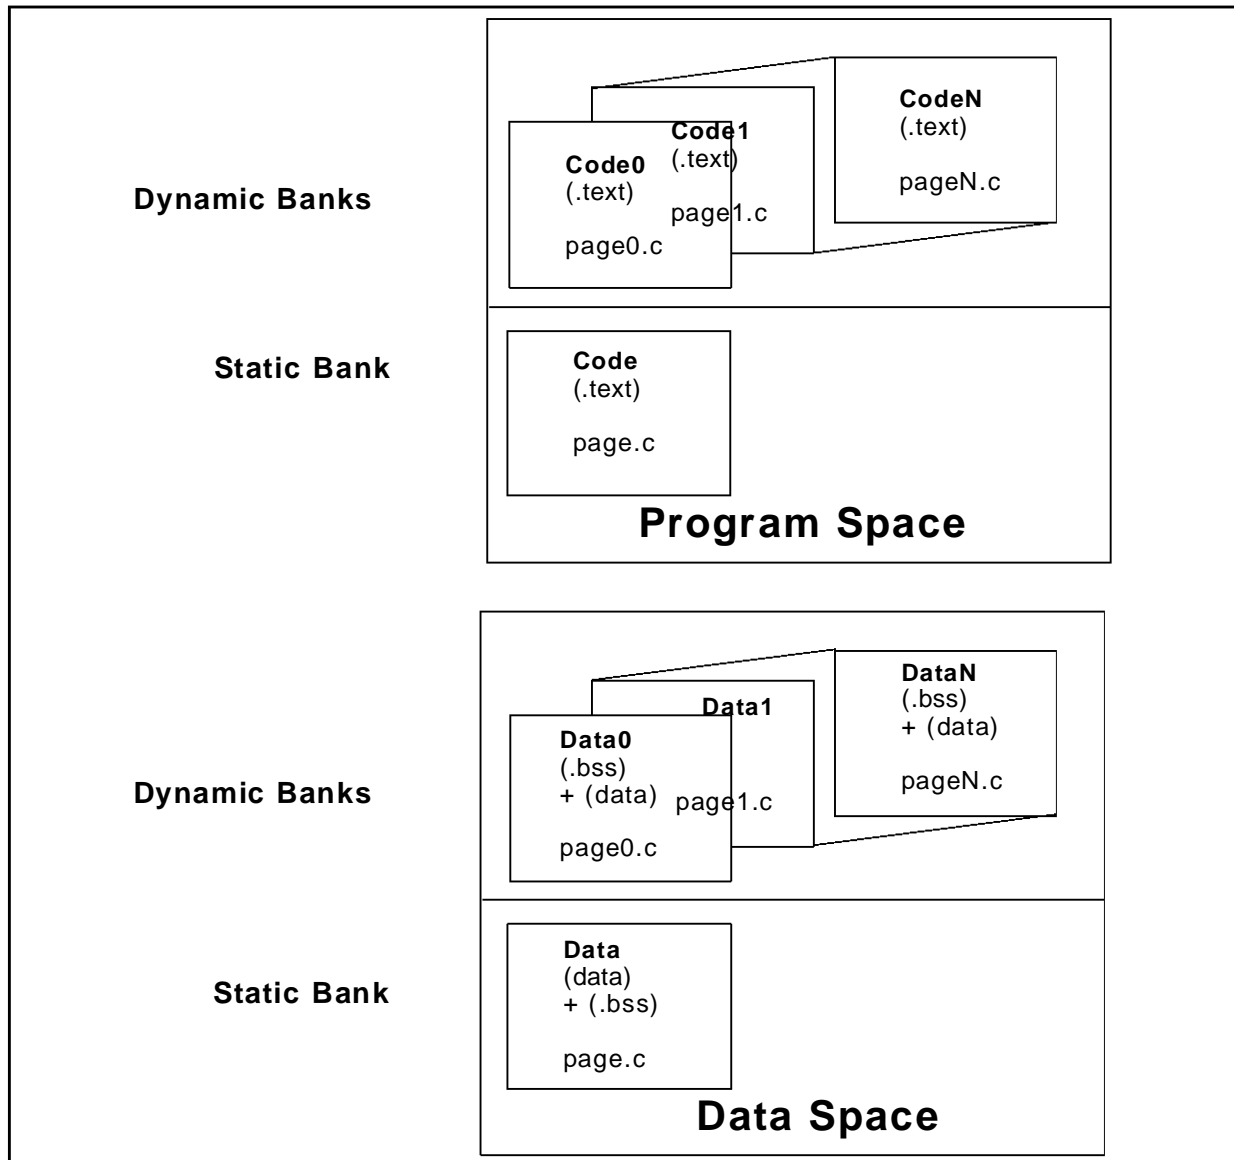 Dynamic Banks
Code0
(.text)
page0.c
Code1
(.text)
page1.c
CodeN
(.text)
pageN.c
Static Bank
Code
(.text)
page.c
Program Space
Dynamic Banks
Data0
(.bss)
+ (data)
page0.c
Data1
page1.c
DataN
(.bss)
+ (data)
pageN.c
Static Bank
Data
(data)
+ (.bss)
page.c
Data Space